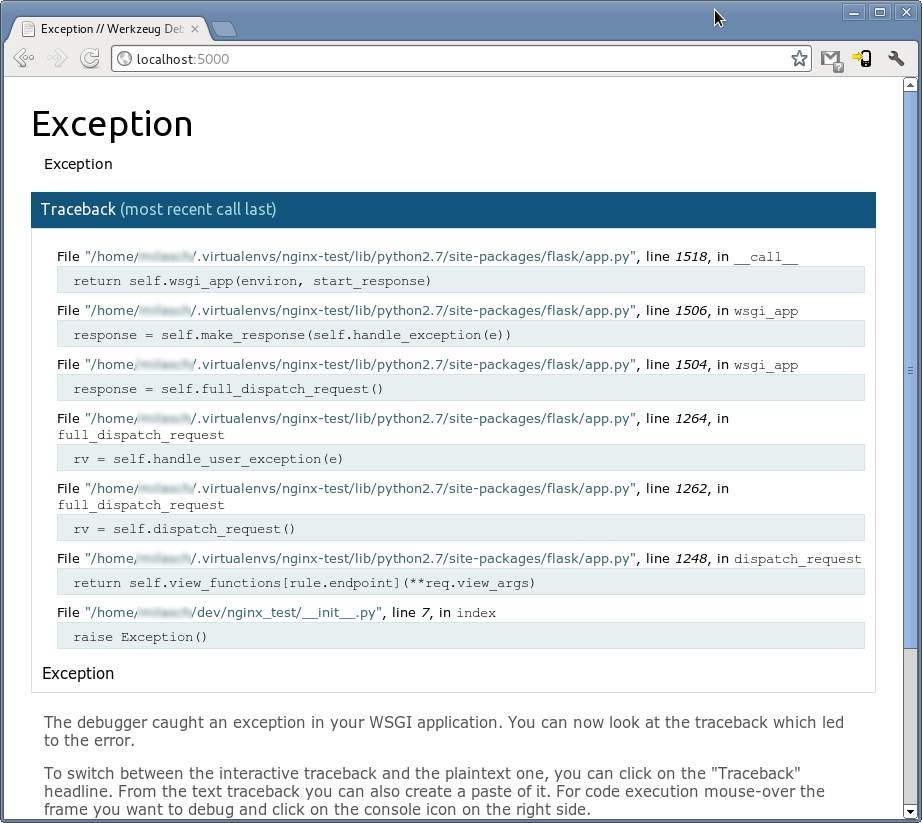 Exception // Werkzeug Deb
localhost:5000
Exception
Exception
Traceback (most recent call last)
File "/home/ /.virtualenvs/nginx-test/lib/python2.7/site-packages/flask/app.py", line 1518, in __call__
return self.wsgi_app(environ, start_response)
File "/home/ /.virtualenvs/nginx-test/lib/python2.7/site-packages/flask/app.py", line 1506, in wsgi_app
response = self.make_response(self.handle_exception(e))
File "/home/ /.virtualenvs/nginx-test/lib/python2.7/site-packages/flask/app.py", line 1504, in wsgi_app
response = self.full_dispatch_request()
File "/home/ /.virtualenvs/nginx-test/lib/python2.7/site-packages/flask/app.py", line 1264, in
full_dispatch_request
rv = self.handle_user_exception(e)
File "/home/ /.virtualenvs/nginx-test/lib/python2.7/site-packages/flask/app.py", line 1262, in
full_dispatch_request
rv = self.dispatch_request()
File "/home/ /.virtualenvs/nginx-test/lib/python2.7/site-packages/flask/app.py", line 1248, in dispatch_request
return self.view_functions[rule.endpoint](**req.view_args)
File "/home/ /dev/nginx_test/__init__.py", line 7, in index
raise Exception()
Exception
The debugger caught an exception in your WSGI application. You can now look at the traceback which led
to the error.
To switch between the interactive traceback and the plaintext one, you can click on the "Traceback"
headline. From the text traceback you can also create a paste of it. For code execution mouse-over the
frame you want to debug and click on the console icon on the right side.